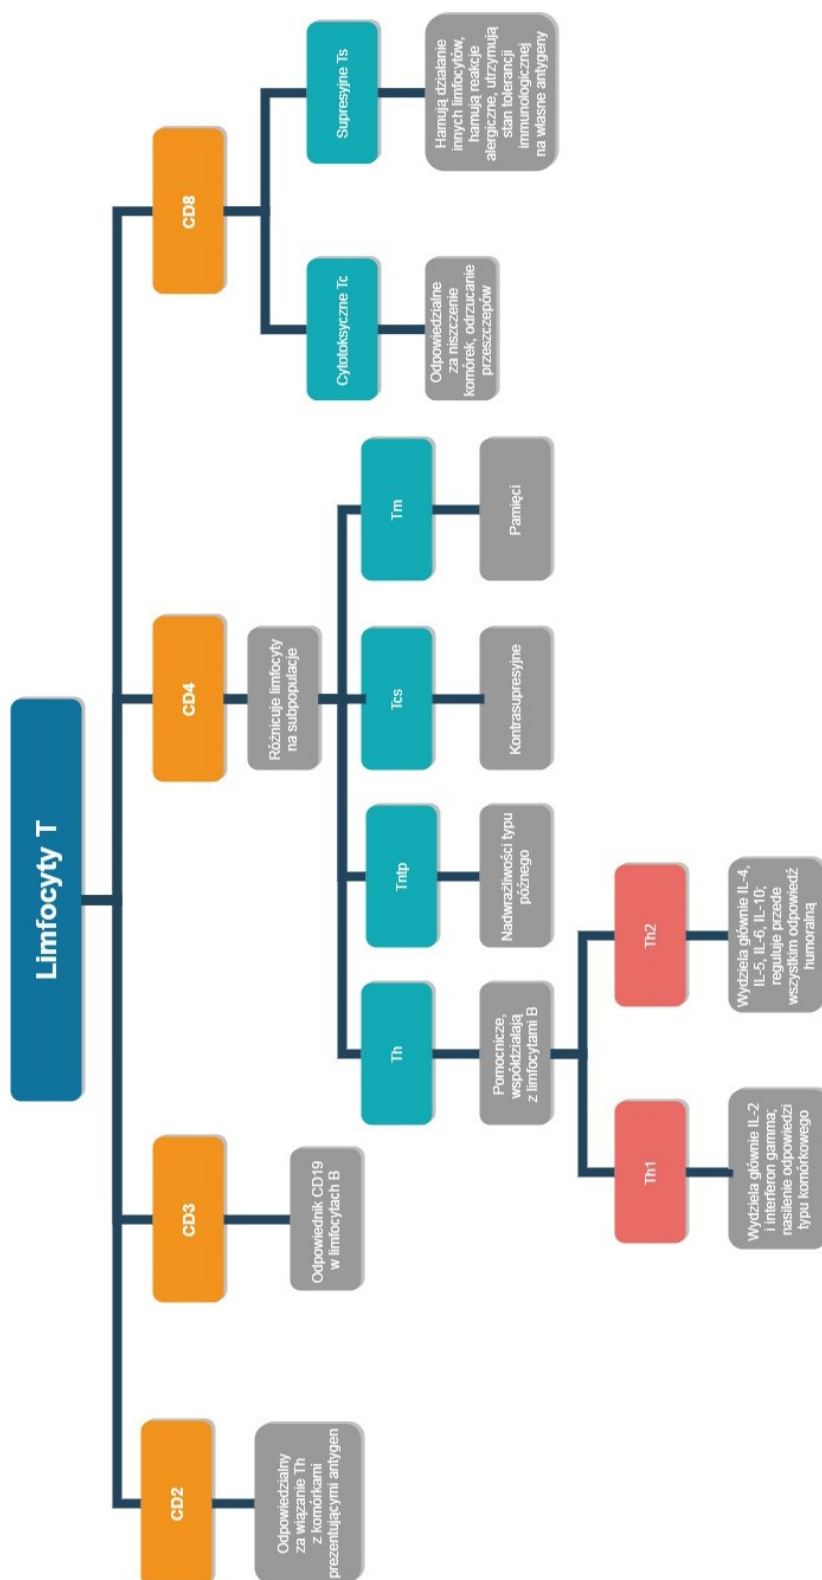 Limfocyty T
CD2
CD3
CD4
CD8
Odpowiedzialny
za wiązanie Th
z komórkami
prezentującymi antygen
Odpowiednik CD19
w limfocytach B
Różnicuje limfocyty
na subpopulacje
Cytotoksyczne Tc
Supresyjne Ts
Odpowiedzialne
za niszczenie
komórek, odrzucanie
przeszczepów
Hamują działanie
innych limfocytów,
hamują reakcje
alergiczne, utrzymują
stan tolerancji
immunologicznej
na własne antygeny
Th
Tntp
Tcs
Tm
Pomocnicze,
współdziałają
z limfocytami B
Nadwrażliwości typu
późnego
Kontrasupresyjne
Pamięci
Th1
Th2
Wydziela głównie IL-2
i interferon gamma;
nasilenie odpowiedzi
typu komórkowego
Wydziela głównie IL-4,
IL-5, IL-6, IL-10;
reguluje przede
wszystkim odpowiedź
humoralną